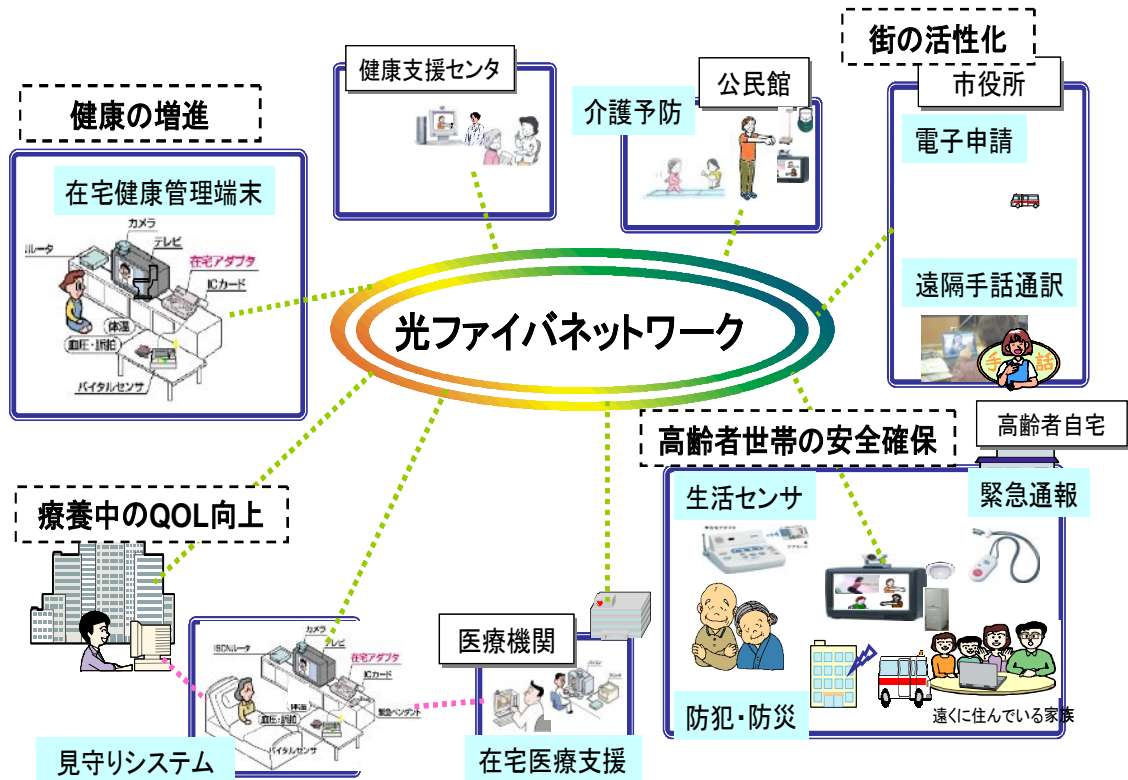 街の活性化
健康支援センタ
公民館
市役所
健康の増進
介護予防
電子申請
在宅健康管理端末
カメラ
テレビ
ルータ
在宅アダプタ
ICカード
体温
血圧・脈拍
バイタルセンサ
遠隔手話通訳
手 話
光ファイバネットワーク
高齢者自宅
高齢者世帯の安全確保
生活センサ
緊急通報
療養中のQOL向上
防犯・防災
遠くに住んでいる家族
医療機関
カメラ
テレビ
ISDNルータ
在宅アダプタ
ICカード
体温
血圧・脈拍
緊急ペンダント
バイタルセンサ
見守りシステム
在宅医療支援